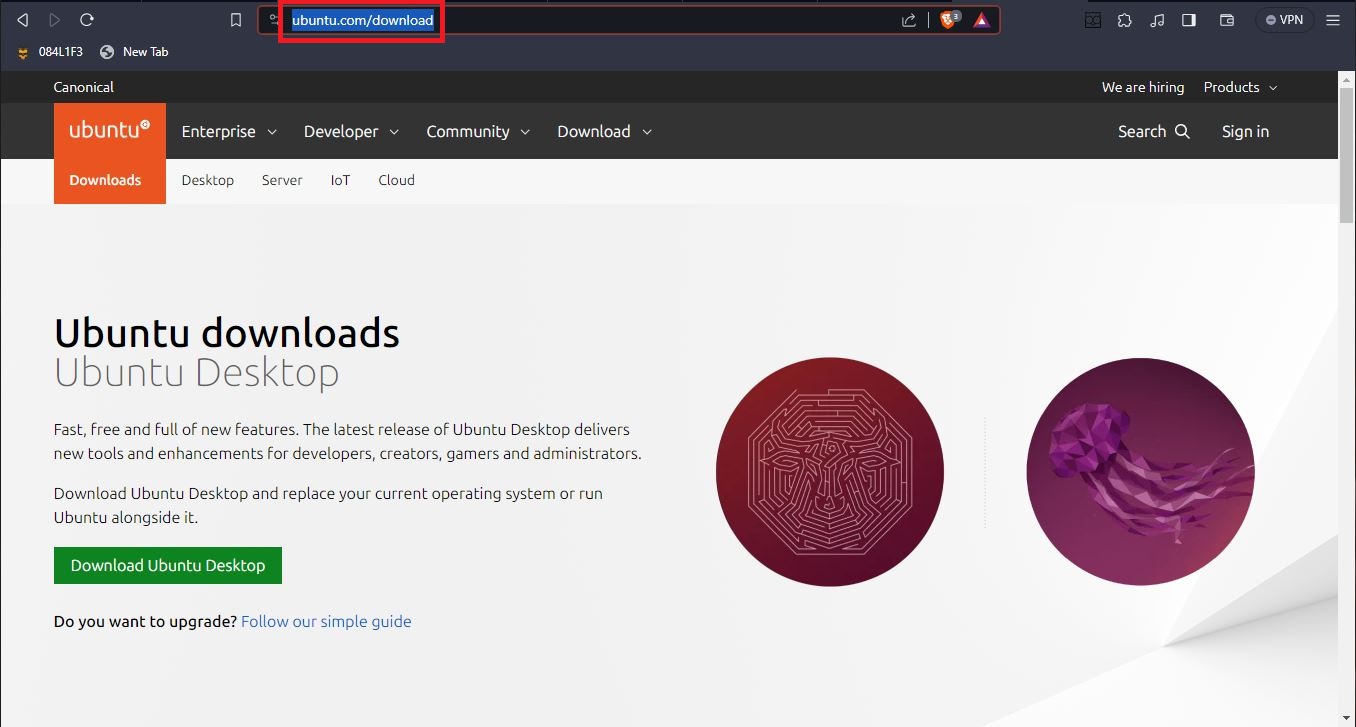 ubuntu.com/download
3
VPN
084L1F3
New Tab
Canonical
We are hiring
Products
ubuntu
Enterprise
Developer
Community
Download
Search
Sign in
Downloads
Desktop
Server
IoT
Cloud
Ubuntu downloads
Ubuntu Desktop
Fast, free and full of new features. The latest release of Ubuntu Desktop delivers
new tools and enhancements for developers, creators, gamers and administrators.
Download Ubuntu Desktop and replace your current operating system or run
Ubuntu alongside it.
Download Ubuntu Desktop
Do you want to upgrade? Follow our simple guide